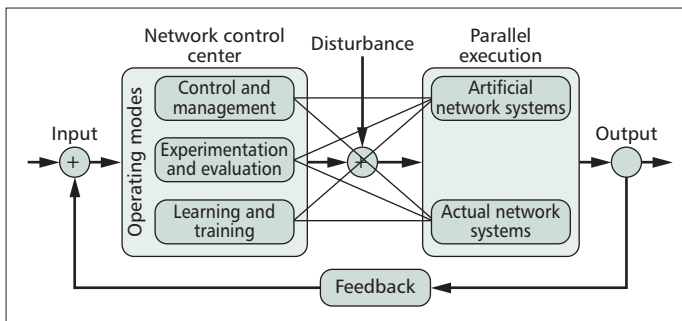 Network control
center
Disturbance
Parallel
execution
Input
+
Operating modes
Control and
management
Experimentation
and evaluation
Learning and
training
+
Artificial
network systems
Actual network
systems
Output
Feedback